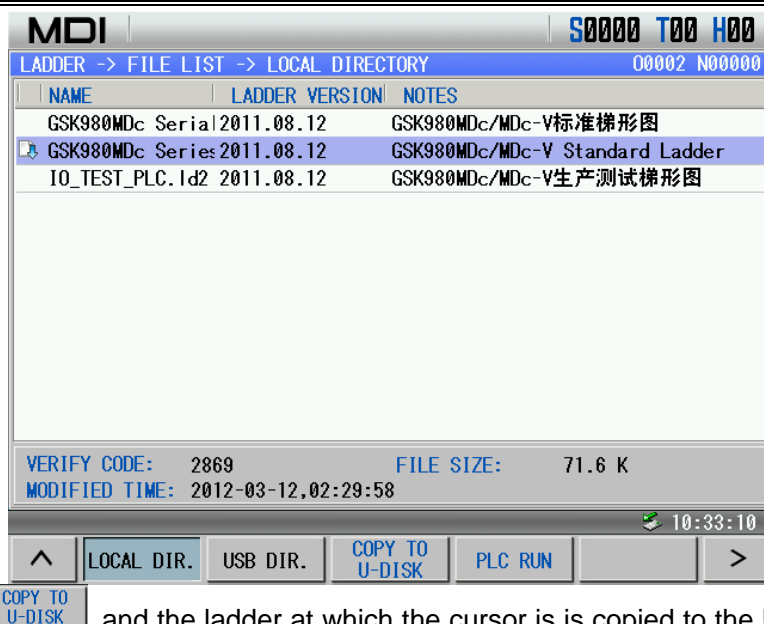 MDI S0000 T00 H00
LADDER -> FILE LIST -> LOCAL DIRECTORY O0002 N00000
NAME LADDER VERSION NOTES
GSK980MDc Serial 2011.08.12 GSK980MDc/MDc-V标准梯形图
GSK980MDc Series 2011.08.12 GSK980MDc/MDc-V Standard Ladder
IO_TEST_PLC.ld2 2011.08.12 GSK980MDc/MDc-V生产测试梯形图
VERIFY CODE: 2869 FILE SIZE: 71.6 K
MODIFIED TIME: 2012-03-12,02:29:58
10:33:10
^ LOCAL DIR. USB DIR. COPY TO U-DISK PLC RUN >
COPY TO
U-DISK and the ladder at which the cursor is is copied to the